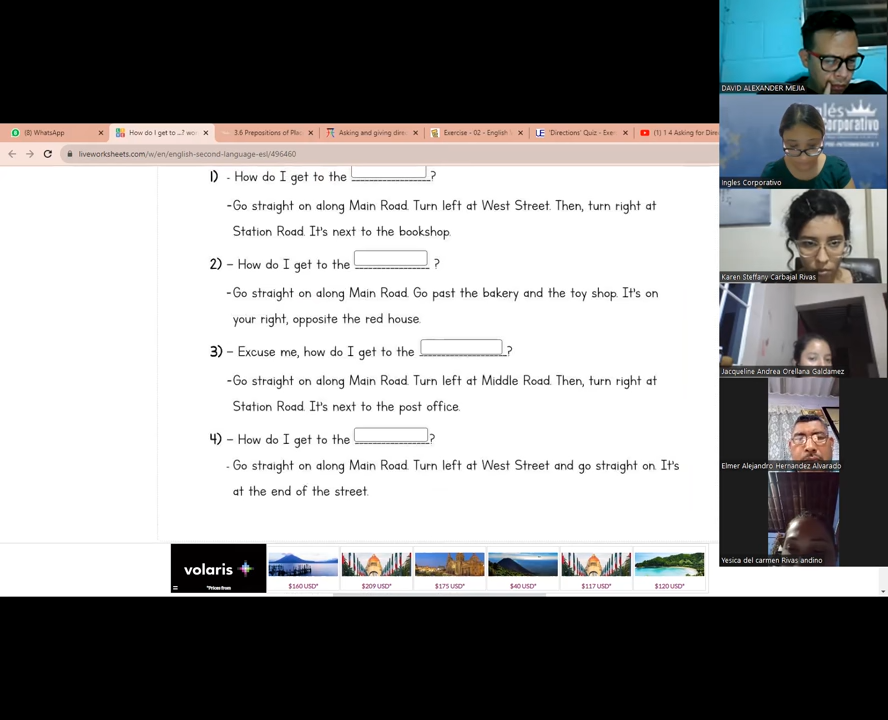 (8) WhatsApp
How do I get to ...? wo
3.6 Prepositions of Pla
Asking and giving direc
Exercise - 02 - English
'Directions' Quiz - Exe
(1) 1-4 Asking for Dire
liveworksheets.com/w/en/english-second-language-esl/496460
1) - How do I get to the ?
-Go straight on along Main Road. Turn left at West Street. Then, turn right at
Station Road. It's next to the bookshop.
2) – How do I get to the ?
-Go straight on along Main Road. Go past the bakery and the toy shop. It's on
your right, opposite the red house.
3) – Excuse me, how do I get to the ?
-Go straight on along Main Road. Turn left at Middle Road. Then, turn right at
Station Road. It's next to the post office.
4) – How do I get to the ?
- Go straight on along Main Road. Turn left at West Street and go straight on. It's
at the end of the street.
volaris
*Prices from
$160 USD*
$209 USD*
$175 USD*
$40 USD*
$117 USD*
$120 USD*
DAVID ALEXANDER MEJIA
Inglés
Corporativo
Ingles Corporativo
Karen Steffany Carbajal Rivas
Jacqueline Andrea Orellana Galdamez
Elmer Alejandro Hernandez Alvarado
Yesica del carmen Rivas andino